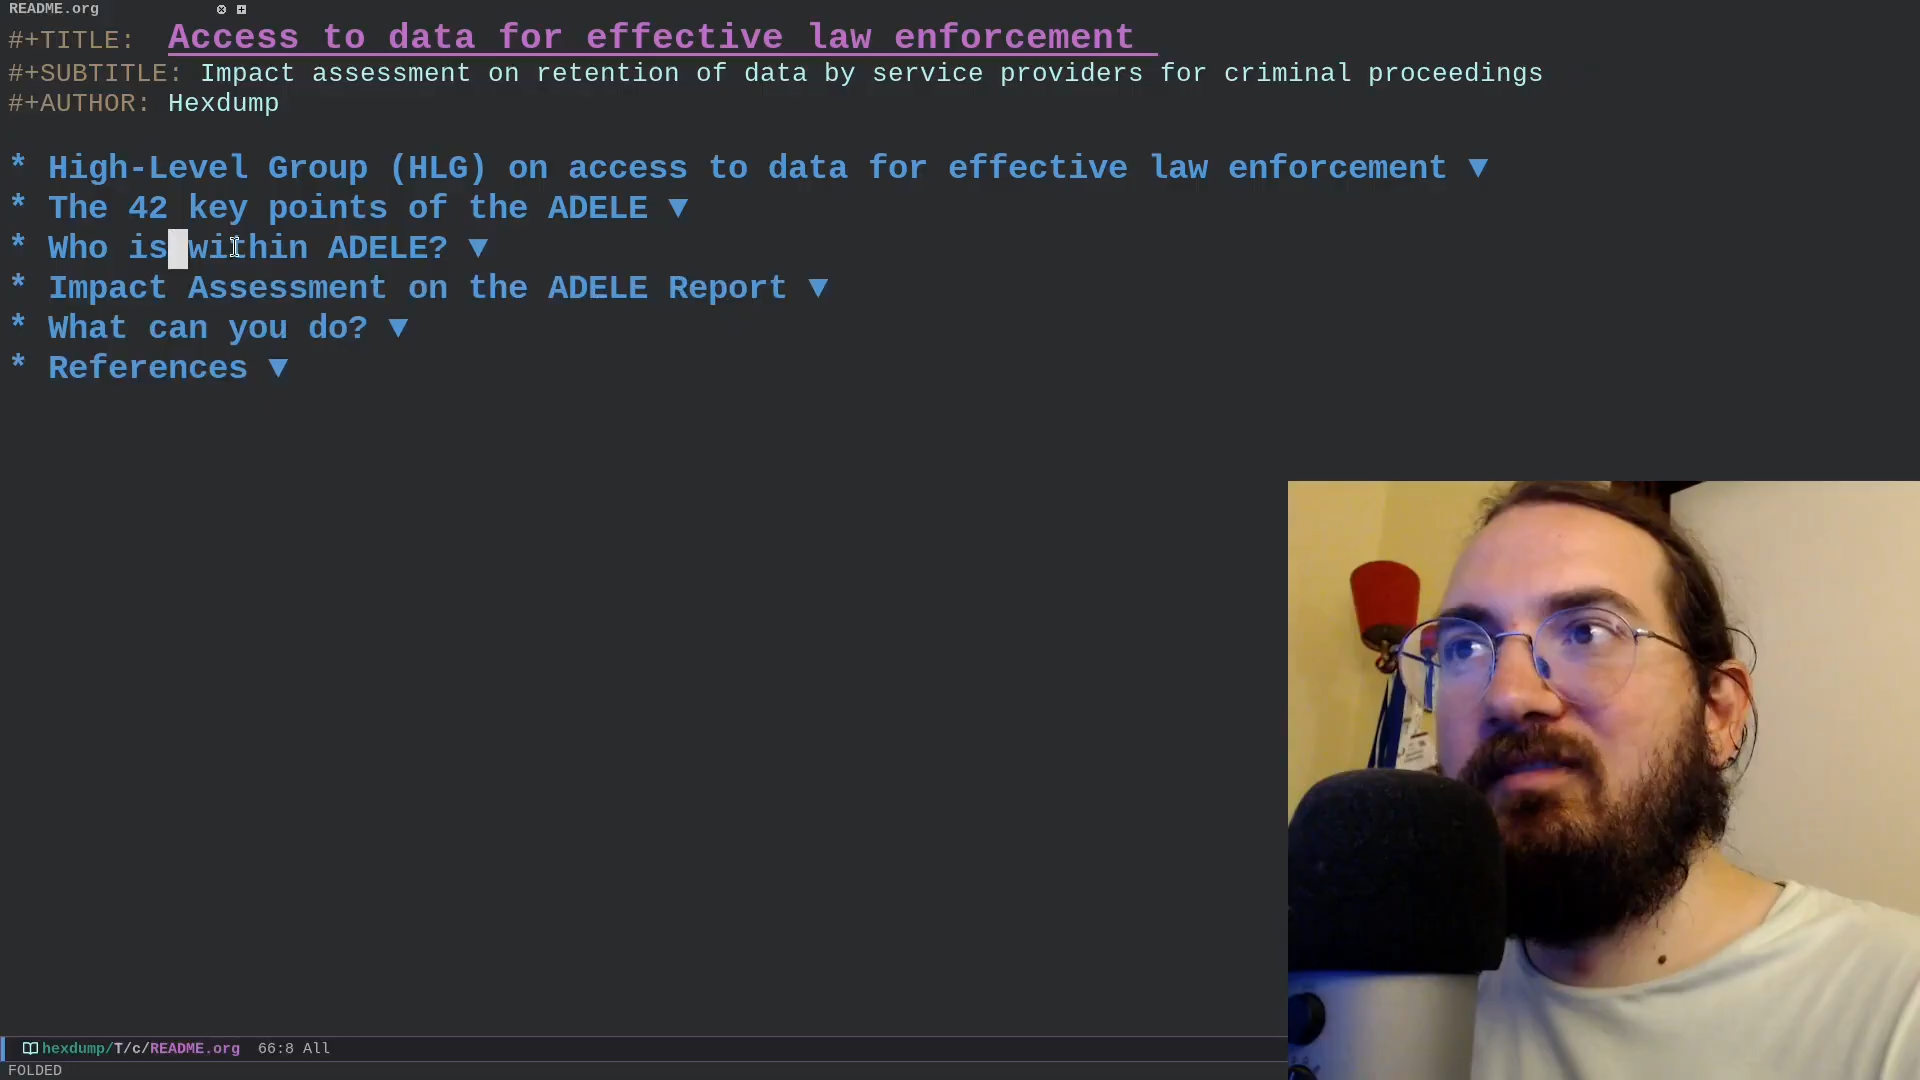 README.org
#+TITLE: Access to data for effective law enforcement
#+SUBTITLE: Impact assessment on retention of data by service providers for criminal proceedings
#+AUTHOR: Hexdump
* High-Level Group (HLG) on access to data for effective law enforcement ▼
* The 42 key points of the ADELE ▼
* Who is within ADELE? ▼
* Impact Assessment on the ADELE Report ▼
* What can you do? ▼
* References ▼
hexdump/T/c/README.org 66:8 All
FOLDED